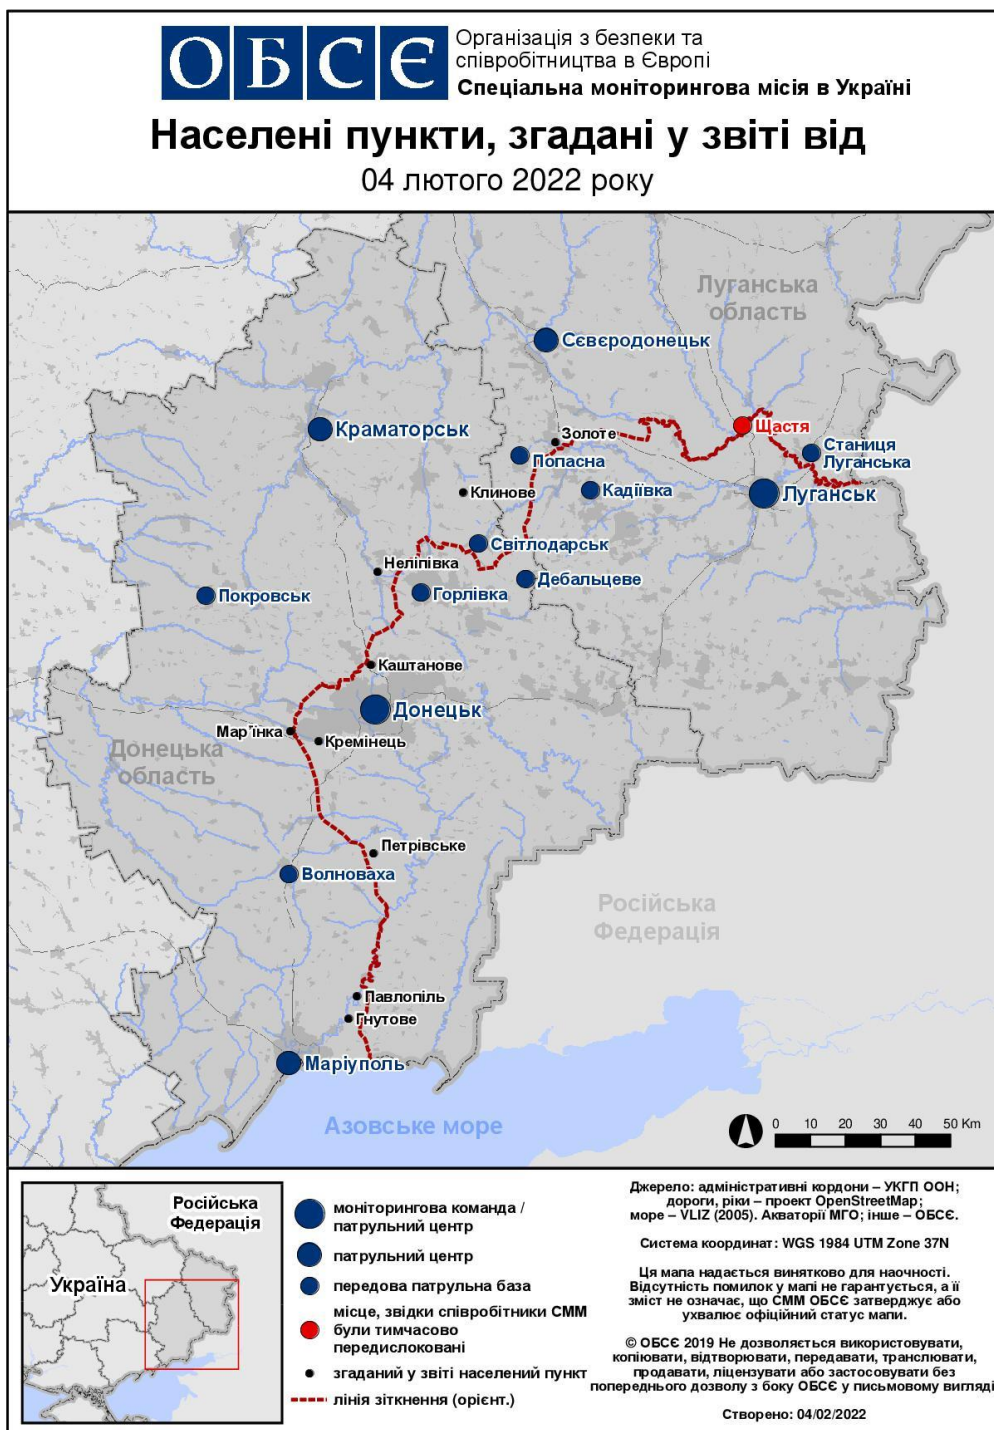 ОБСЄ
Організація з безпеки та
співробітництва в Європі
Спеціальна моніторингова місія в Україні
Населені пункти, згадані у звіті від
04 лютого 2022 року
Луганська
область
Сєвєродонецьк
Краматорськ
Щастя
Золоте
Станиця
Луганська
Попасна
Клинове
Кадіївка
Луганськ
Світлодарськ
Неліпівка
Дебальцеве
Покровськ
Горлівка
Каштанове
Донецьк
Мар'їнка
Кремінець
Донецька
область
Петрівське
Волноваха
Російська
Федерація
Павлопіль
Гнутове
Маріуполь
Азовське море
0 10 20 30 40 50 Km
Російська
Федерація
Україна
моніторингова команда /
патрульний центр
патрульний центр
передова патрульна база
місце, звідки співробітники СММ
були тимчасово
передислоковані
згаданий у звіті населений пункт
лінія зіткнення (орієнт.)
Джерело: адміністративні кордони – УКГП ООН;
дороги, ріки – проект OpenStreetMap;
море – VLIZ (2005). Акваторії МГО; інше – ОБСЄ.
Система координат: WGS 1984 UTM Zone 37N
Ця мапа надається винятково для наочності.
Відсутність помилок у мапі не гарантується, а її
зміст не означає, що СММ ОБСЄ затверджує або
ухвалює офіційний статус мапи.
© ОБСЄ 2019 Не дозволяється використовувати,
копіювати, відтворювати, передавати, транслювати,
продавати, ліцензувати або застосовувати без
попереднього дозволу з боку ОБСЄ у письмовому вигляді
Створено: 04/02/2022